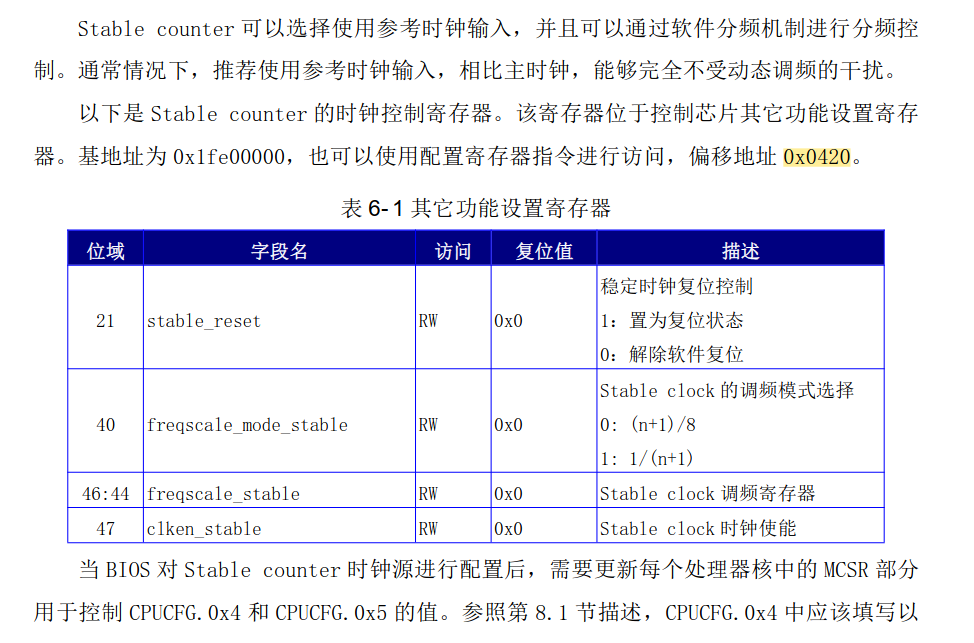 Stable counter 可以选择使用参考时钟输入，并且可以通过软件分频机制进行分频控
制。通常情况下，推荐使用参考时钟输入，相比主时钟，能够完全不受动态调频的干扰。
以下是 Stable counter 的时钟控制寄存器。该寄存器位于控制芯片其它功能设置寄存
器。基地址为 0x1fe00000，也可以使用配置寄存器指令进行访问，偏移地址 0x0420。
表 6-1 其它功能设置寄存器
位域 字段名 访问 复位值 描述
21 stable_reset RW 0x0 稳定时钟复位控制
1：置为复位状态
0：解除软件复位
40 freqscale_mode_stable RW 0x0 Stable clock 的调频模式选择
0: (n+1)/8
1: 1/(n+1)
46:44 freqscale_stable RW 0x0 Stable clock 调频寄存器
47 clken_stable RW 0x0 Stable clock 时钟使能
当 BIOS 对 Stable counter 时钟源进行配置后，需要更新每个处理器核中的 MCSR 部分
用于控制 CPUCFG.0x4 和 CPUCFG.0x5 的值。参照第 8.1 节描述，CPUCFG.0x4 中应该填写以